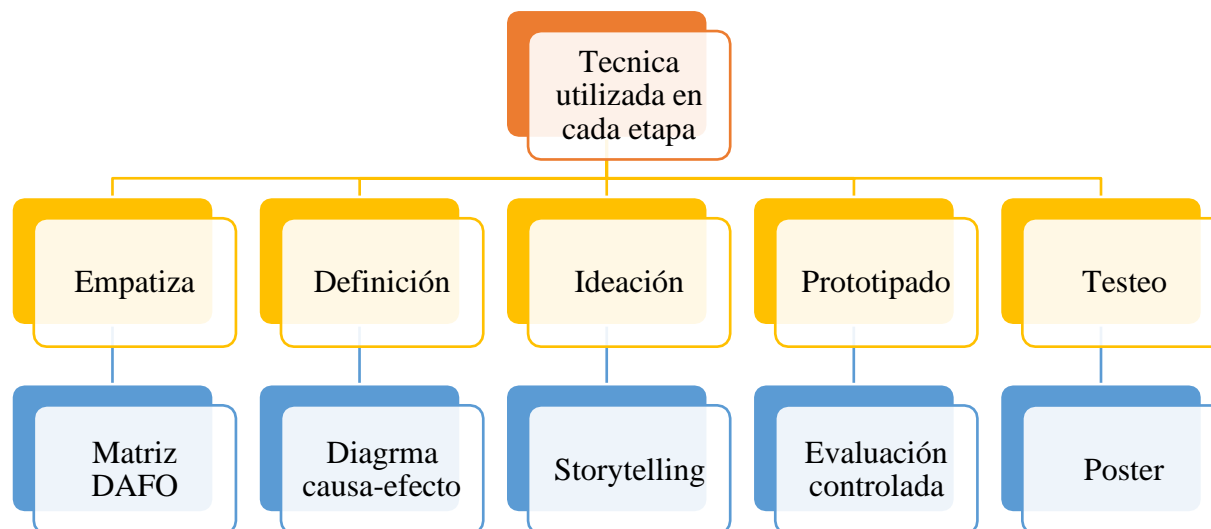 Tecnica
utilizada en
cada etapa
Empatiza
Definición
Ideación
Prototipado
Testeo
Matriz
DAFO
Diagrma
causa-efecto
Storytelling
Evaluación
controlada
Poster